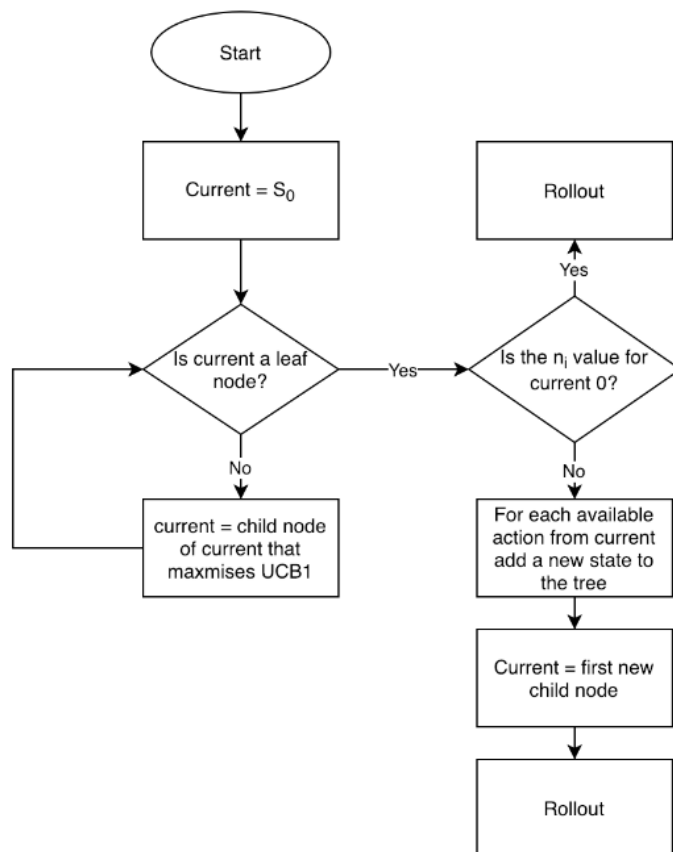 Start
Current = S₀
Rollout
Yes
Is current a leaf
node?
Yes
Is the nᵢ value for
current 0?
No
No
current = child node
of current that
maxmises UCB1
For each available
action from current
add a new state to
the tree
Current = first new
child node
Rollout